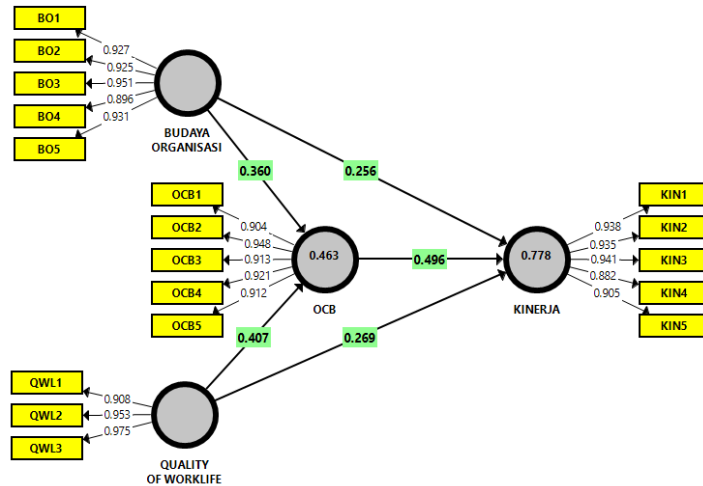 BO1
BO2
BO3
BO4
BO5
0.927
0.925
0.951
0.896
0.931
BUDAYA
ORGANISASI
0.360
0.256
OCB1
OCB2
OCB3
OCB4
OCB5
0.904
0.948
0.913
0.921
0.912
0.463
OCB
0.496
0.778
KINERJA
0.938
0.935
0.941
0.882
0.905
KIN1
KIN2
KIN3
KIN4
KIN5
0.407
0.269
QWL1
QWL2
QWL3
0.908
0.953
0.975
QUALITY
OF WORKLIFE